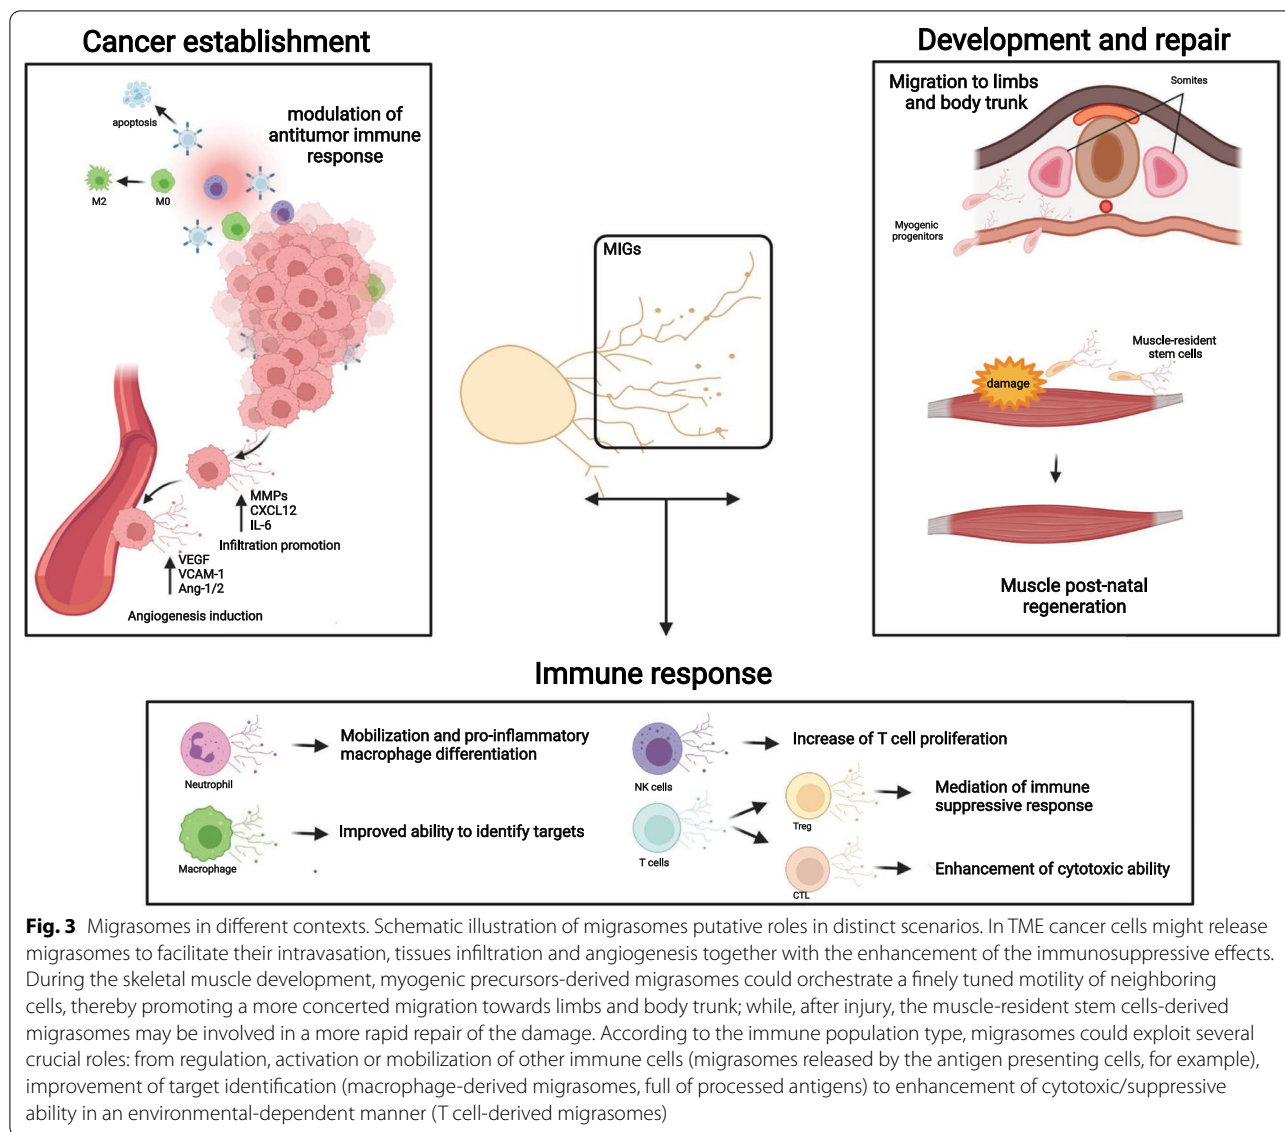 Cancer establishment
modulation of
antitumor immune
response
apoptosis
M2
M0
MMPs
CXCL12
IL-6
Infiltration promotion
VEGF
VCAM-1
Ang-1/2
Angiogenesis induction
MIGs
Development and repair
Migration to limbs
and body trunk
Somites
Myogenic
progenitors
Muscle-resident
stem cells
damage
Muscle post-natal
regeneration
Immune response
Neutrophil
Mobilization and pro-inflammatory
macrophage differentiation
Macrophage
Improved ability to identify targets
NK cells
Increase of T cell proliferation
T cells
Treg
Mediation of immune
suppressive response
CTL
Enhancement of cytotoxic ability
Fig. 3 Migrasomes in different contexts. Schematic illustration of migrasomes putative roles in distinct scenarios. In TME cancer cells might release
migrasomes to facilitate their intravasation, tissues infiltration and angiogenesis together with the enhancement of the immunosuppressive effects.
During the skeletal muscle development, myogenic precursors-derived migrasomes could orchestrate a finely tuned motility of neighboring
cells, thereby promoting a more concerted migration towards limbs and body trunk; while, after injury, the muscle-resident stem cells-derived
migrasomes may be involved in a more rapid repair of the damage. According to the immune population type, migrasomes could exploit several
crucial roles: from regulation, activation or mobilization of other immune cells (migrasomes released by the antigen presenting cells, for example),
improvement of target identification (macrophage-derived migrasomes, full of processed antigens) to enhancement of cytotoxic/suppressive
ability in an environmental-dependent manner (T cell-derived migrasomes)